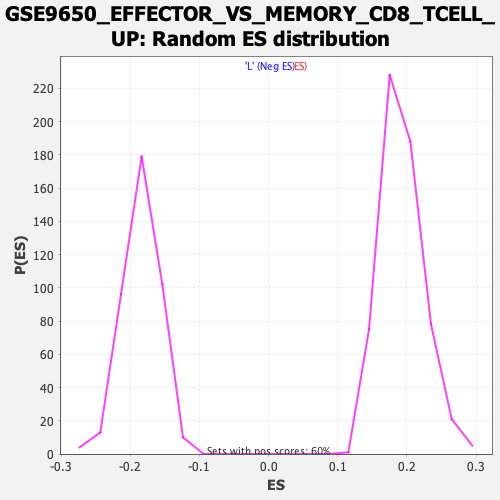 GSE9650_EFFECTOR_VS_MEMORY_CD8_TCELL_
UP: Random ES distribution
'L' (Neg ES)ES)
220
200
180
160
140
120
100
80
60
40
20
0
P(ES)
Sets with pos scores: 60%
-0.3 -0.2 -0.1 0.0 0.1 0.2 0.3
ES